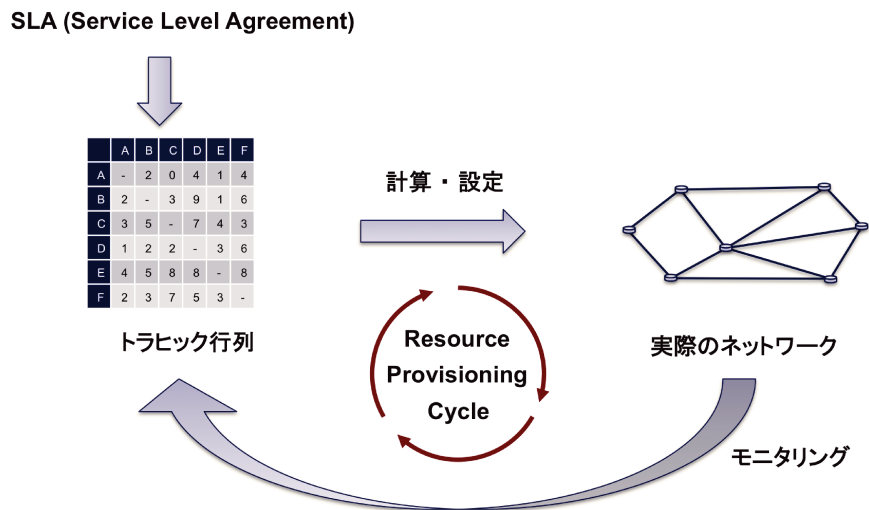 SLA (Service Level Agreement)
A B C D E F
A - 2 0 4 1 4
B 2 - 3 9 1 6
C 3 5 - 7 4 3
D 1 2 2 - 3 6
E 4 5 8 8 - 8
F 2 3 7 5 3 -
トラヒック行列
計算・設定
Resource
Provisioning
Cycle
実際のネットワーク
モニタリング